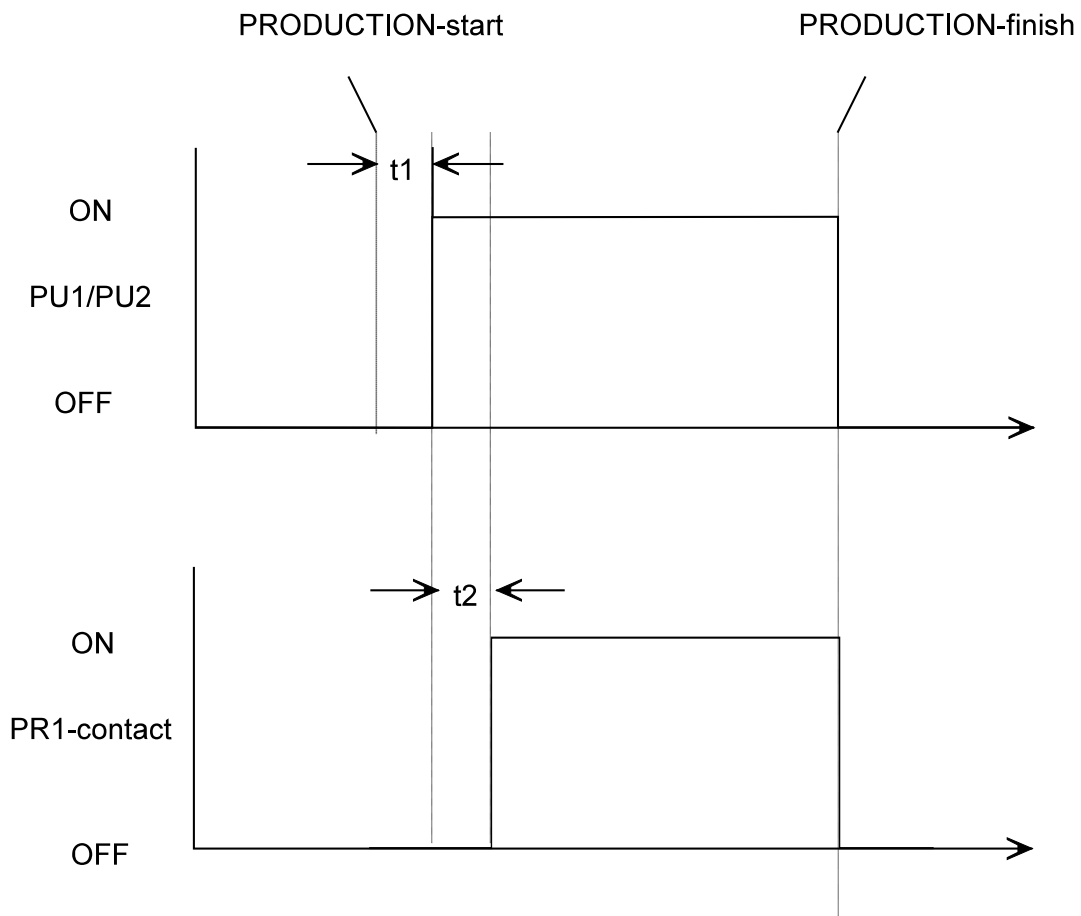 PRODUCTION-start
PRODUCTION-finish
t1
ON
PU1/PU2
OFF
t2
ON
PR1-contact
OFF